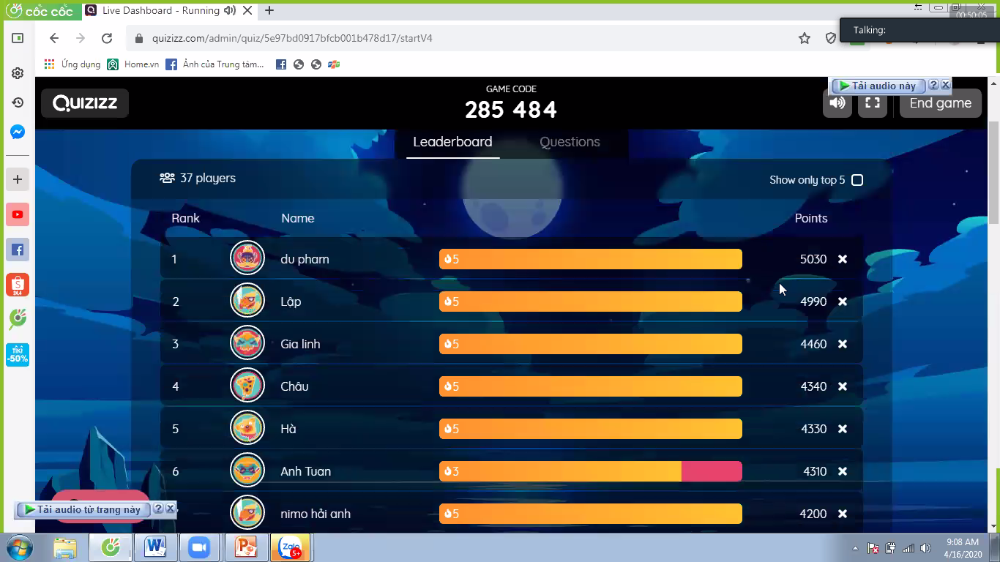 cốc cốc
Live Dashboard - Running
00:50:05
quizizz.com/admin/quiz/5e97bd0917bfcb001b478d17/startV4
Talking:
Ứng dụng
Home.vn
Ảnh của Trung tâm...
Quizizz
GAME CODE
285 484
Tải audio này
?
End game
Leaderboard
Questions
37 players
Show only top 5
Rank
Name
Points
1 du pham 5 5030
2 Lập 5 4990
3 Gia linh 5 4460
4 Châu 5 4340
5 Hà 5 4330
6 Anh Tuan 3 4310
nimo hải anh 5 4200
24.4
TIKI
-50%
Tải audio từ trang này
?
Zalo
5+
9:08 AM
4/16/2020